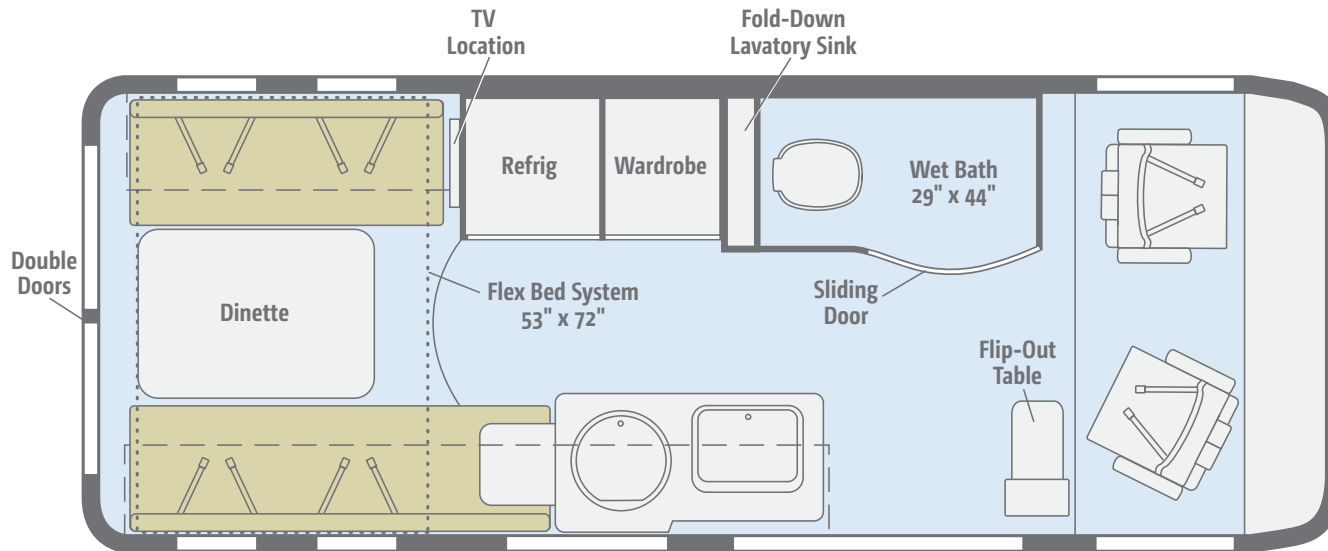 TV
Location
Fold-Down
Lavatory Sink
Refrig
Wardrobe
Wet Bath
29" x 44"
Double
Doors
Dinette
Flex Bed System
53" x 72"
Sliding
Door
Flip-Out
Table